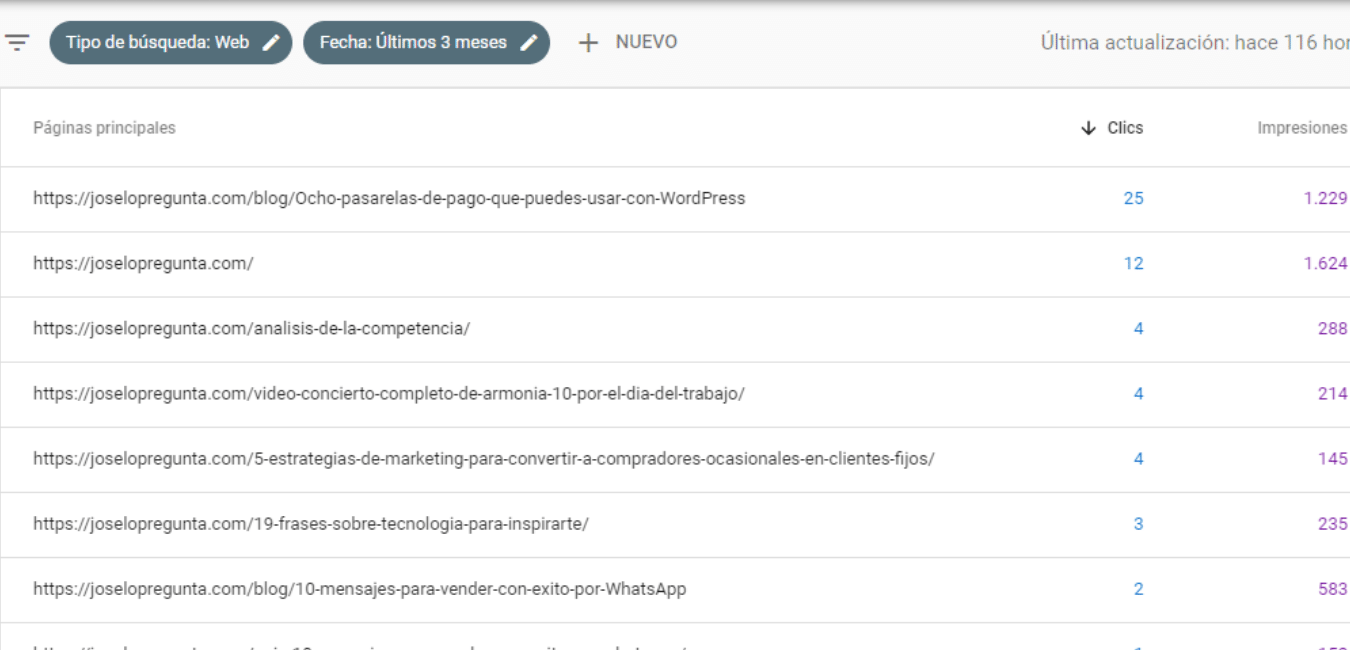 Tipo de búsqueda: Web Fecha: Últimos 3 meses + NUEVO Última actualización: hace 116 hor
Páginas principales Clics Impresiones
https://joselopregunta.com/blog/Ocho-pasarelas-de-pago-que-puedes-usar-con-WordPress 25 1.229
https://joselopregunta.com/ 12 1.624
https://joselopregunta.com/analisis-de-la-competencia/ 4 288
https://joselopregunta.com/video-concierto-completo-de-armonia-10-por-el-dia-del-trabajo/ 4 214
https://joselopregunta.com/5-estrategias-de-marketing-para-convertir-a-compradores-ocasionales-en-clientes-fijos/ 4 145
https://joselopregunta.com/19-frases-sobre-tecnologia-para-inspirarte/ 3 235
https://joselopregunta.com/blog/10-mensajes-para-vender-con-exito-por-WhatsApp 2 583